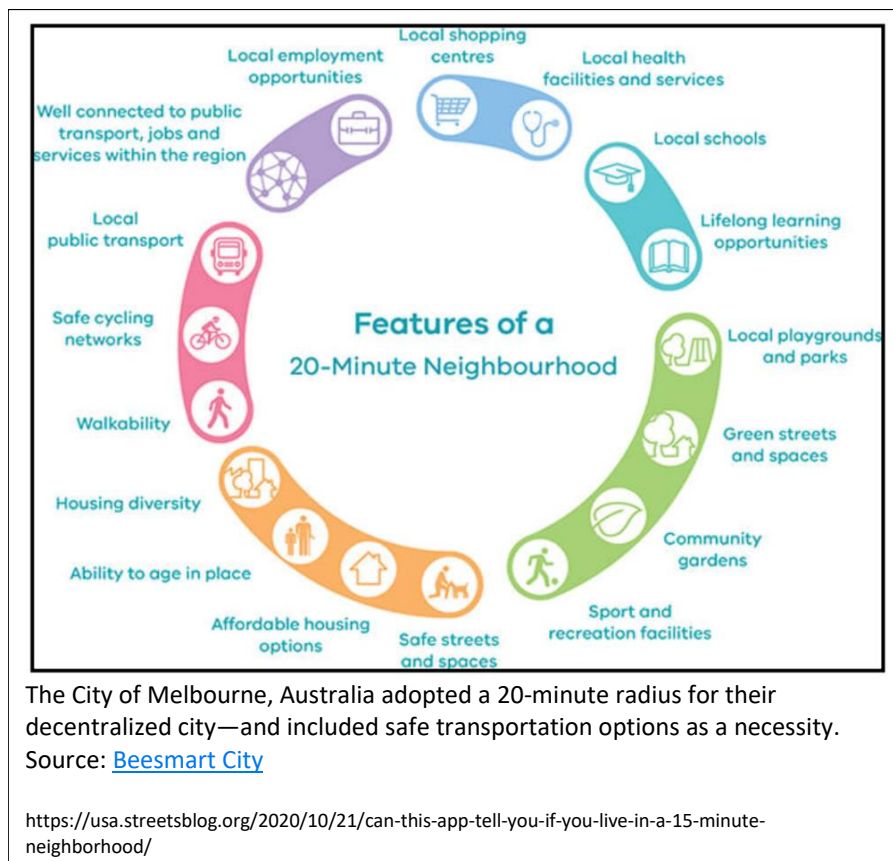 Local shopping
centres
Local health
facilities and services
Local schools
Lifelong learning
opportunities
Local playgrounds
and parks
Green streets
and spaces
Community
gardens
Sport and
recreation facilities
Safe streets
and spaces
Affordable housing
options
Ability to age in place
Housing diversity
Walkability
Safe cycling
networks
Local
public transport
Well connected to public
transport, jobs and
services within the region
Local employment
opportunities
Features of a
20-Minute Neighbourhood
The City of Melbourne, Australia adopted a 20-minute radius for their
decentralized city—and included safe transportation options as a necessity.
Source: Beesmart City
https://usa.streetsblog.org/2020/10/21/can-this-app-tell-you-if-you-live-in-a-15-minute-
neighborhood/